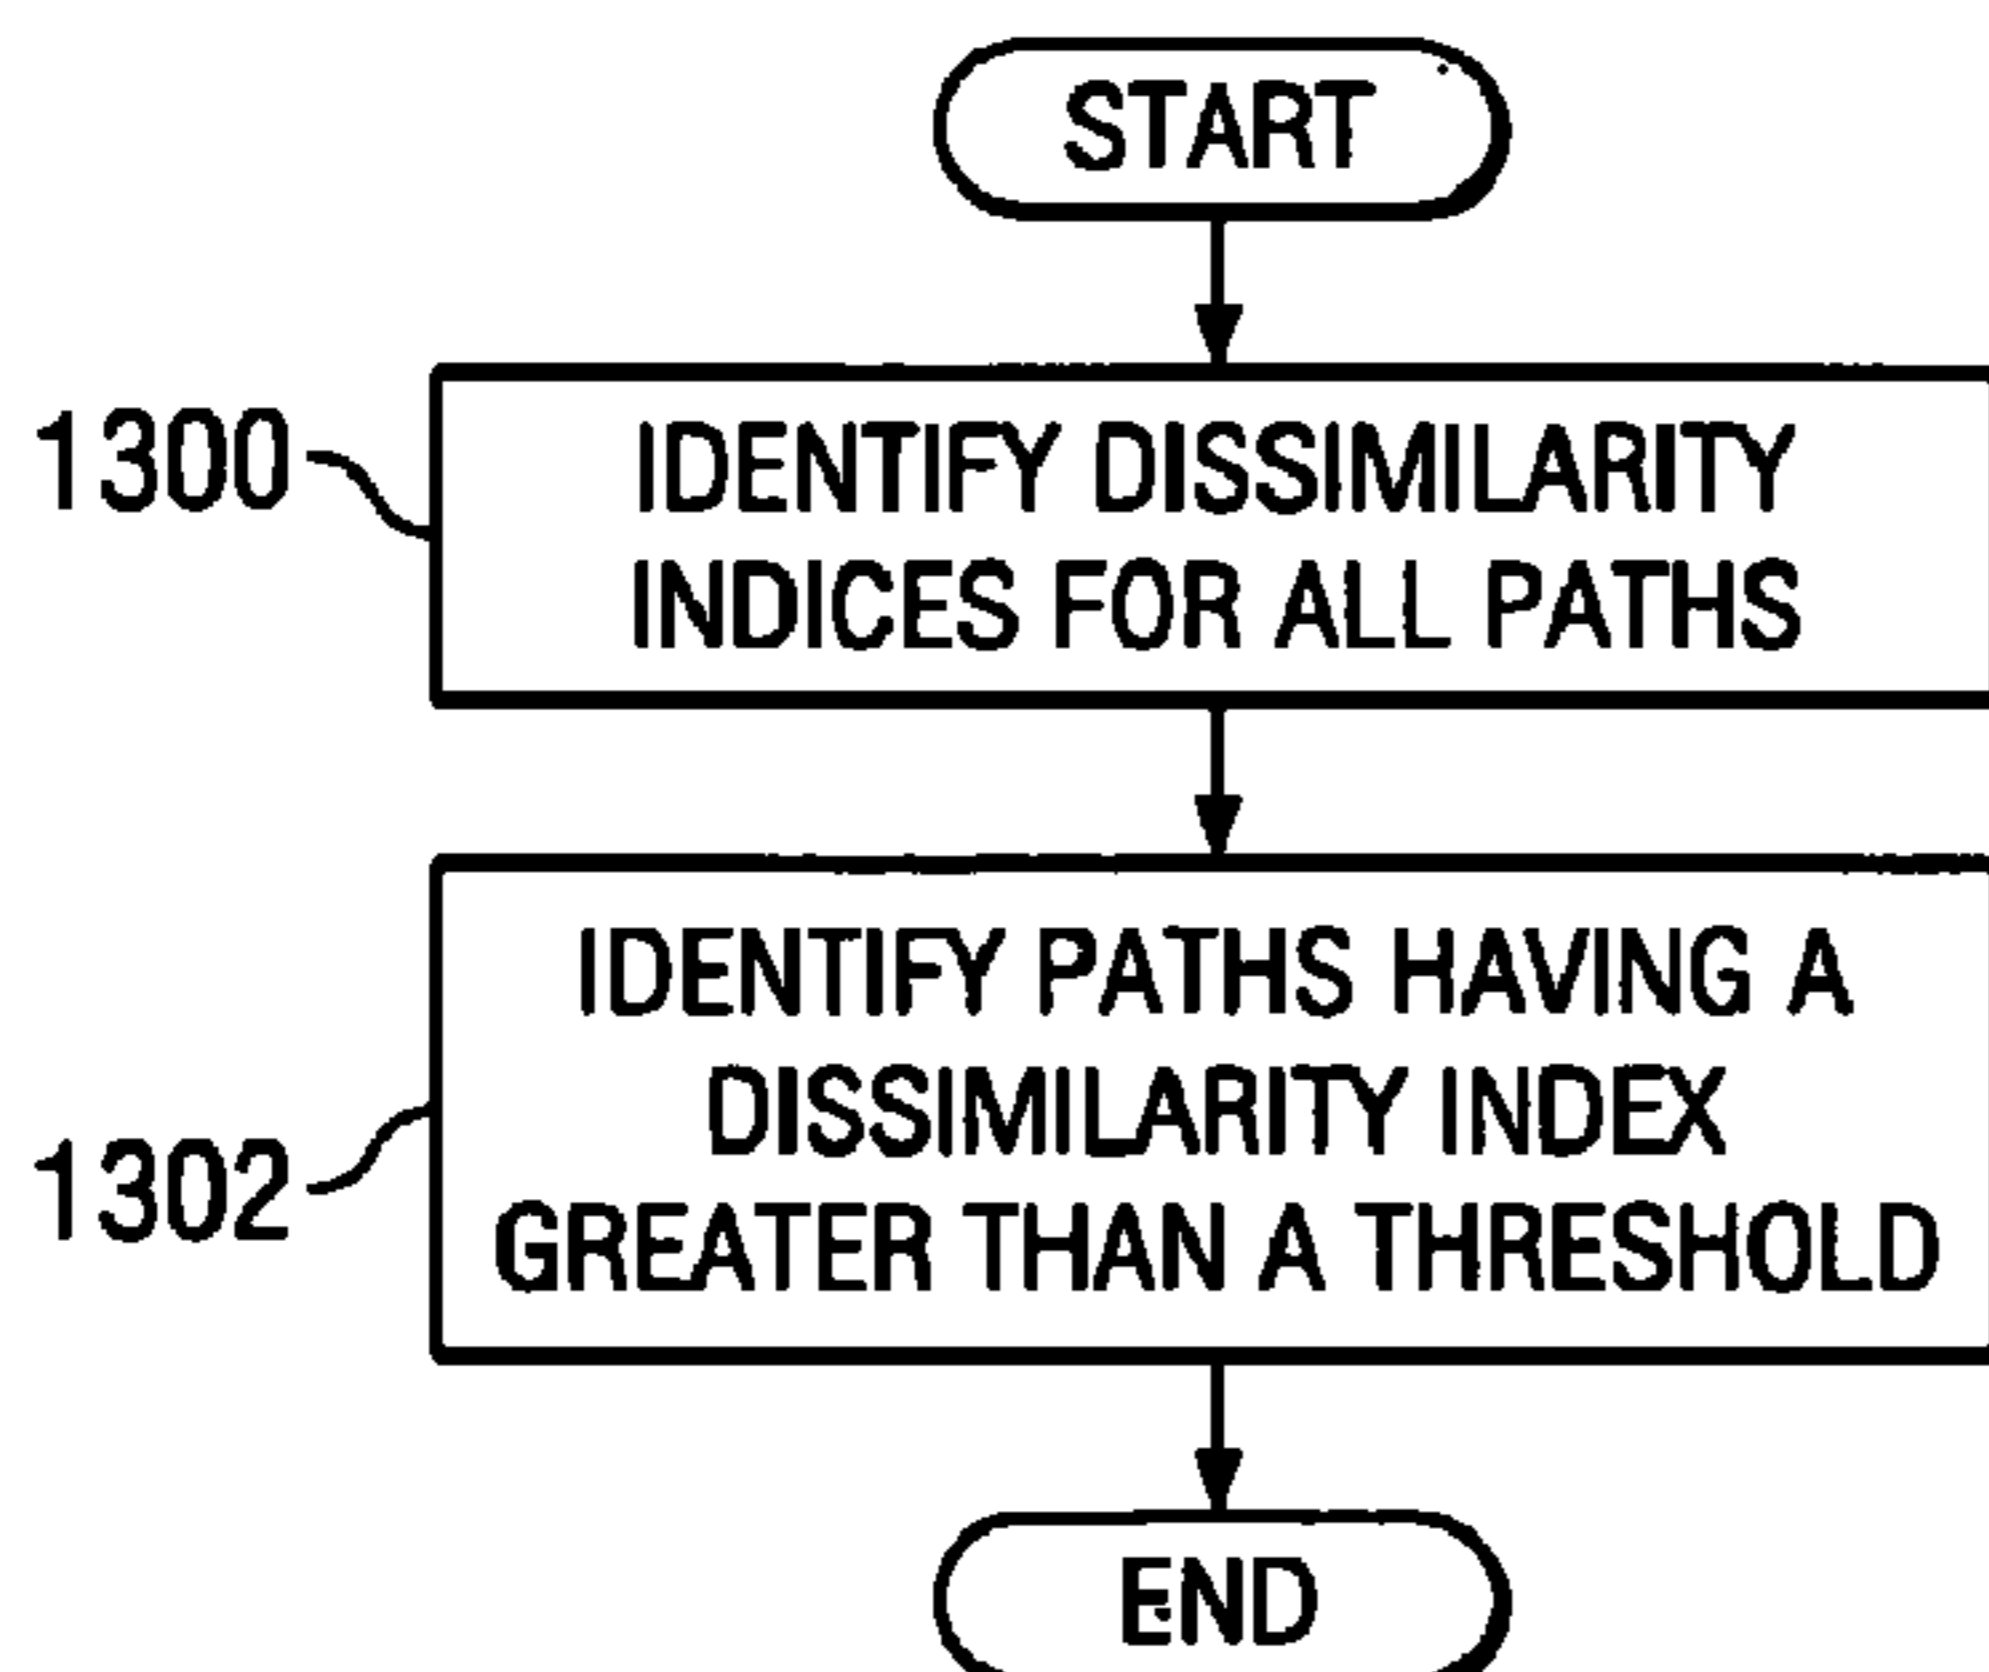 START
1300
IDENTIFY DISSIMILARITY
INDICES FOR ALL PATHS
1302
IDENTIFY PATHS HAVING A
DISSIMILARITY INDEX
GREATER THAN A THRESHOLD
END